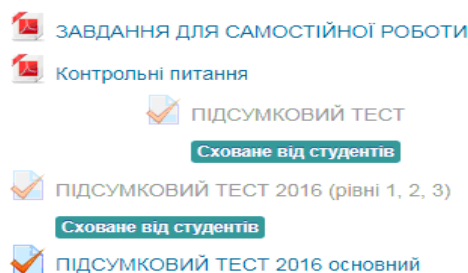 ЗАВДАННЯ ДЛЯ САМОСТІЙНОЇ РОБОТИ
Контрольні питання
ПІДСУМКОВИЙ ТЕСТ
Сховане від студентів
ПІДСУМКОВИЙ ТЕСТ 2016 (рівні 1, 2, 3)
Сховане від студентів
ПІДСУМКОВИЙ ТЕСТ 2016 основний